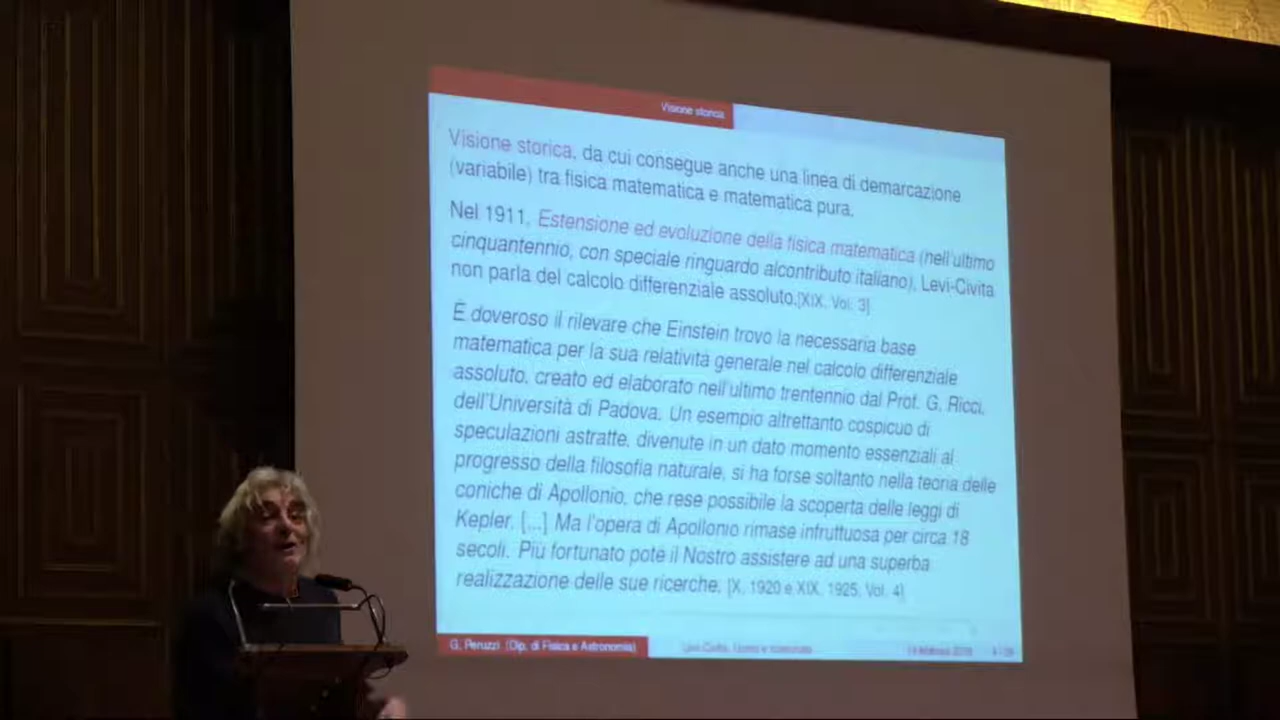 Visione storica
Visione storica, da cui consegue anche una linea di demarcazione
(variabile) tra fisica matematica e matematica pura.
Nel 1911, Estensione ed evoluzione della fisica matematica (nell'ultimo
cinquantennio, con speciale ringuardo alcontributo italiano), Levi-Civita
non parla del calcolo differenziale assoluto.[XIX, Vol. 3]
È doveroso il rilevare che Einstein trovo la necessaria base
matematica per la sua relatività generale nel calcolo differenziale
assoluto, creato ed elaborato nell'ultimo trentennio dal Prof. G. Ricci,
dell'Università di Padova. Un esempio altrettanto cospicuo di
speculazioni astratte, divenute in un dato momento essenziali al
progresso della filosofia naturale, si ha forse soltanto nella teoria delle
coniche di Apollonio, che rese possibile la scoperta delle leggi di
Kepler. [...] Ma l'opera di Apollonio rimase infruttuosa per circa 18
secoli. Più fortunato potè il Nostro assistere ad una superba
realizzazione delle sue ricerche. [X, 1920 e XIX, 1925, Vol. 4]
G. Peruzzi (Dip. di Fisica e Astronomia)